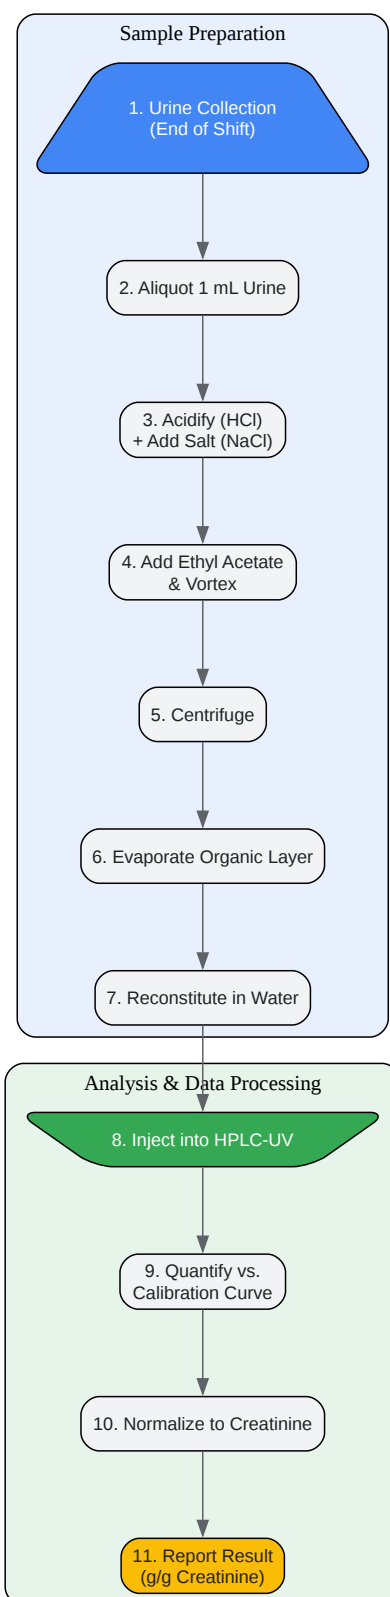 Sample Preparation
1. Urine Collection
(End of Shift)
2. Aliquot 1 mL Urine
3. Acidify (HCl)
+ Add Salt (NaCl)
4. Add Ethyl Acetate
& Vortex
5. Centrifuge
6. Evaporate Organic Layer
7. Reconstitute in Water
Analysis & Data Processing
8. Inject into HPLC-UV
9. Quantify vs.
Calibration Curve
10. Normalize to Creatinine
11. Report Result
(g/g Creatinine)